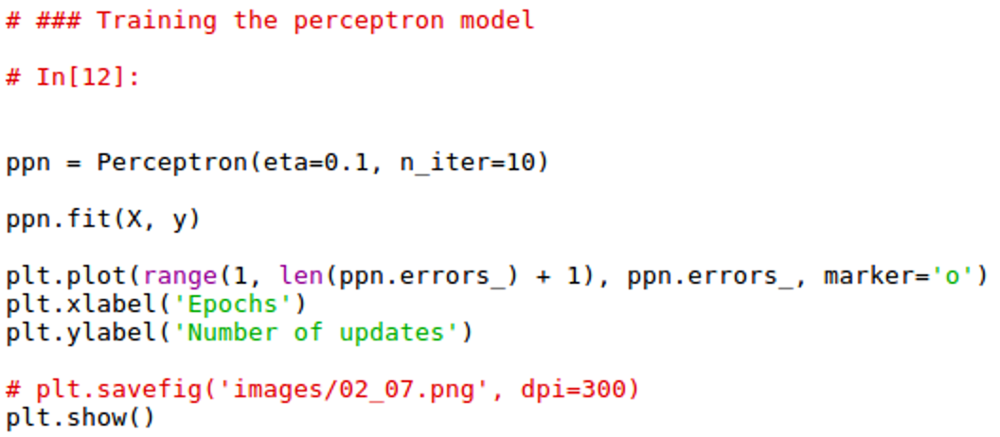 # ### Training the perceptron model
# In[12]:
ppn = Perceptron(eta=0.1, n_iter=10)
ppn.fit(X, y)
plt.plot(range(1, len(ppn.errors_) + 1), ppn.errors_, marker='o')
plt.xlabel('Epochs')
plt.ylabel('Number of updates')
# plt.savefig('images/02_07.png', dpi=300)
plt.show()